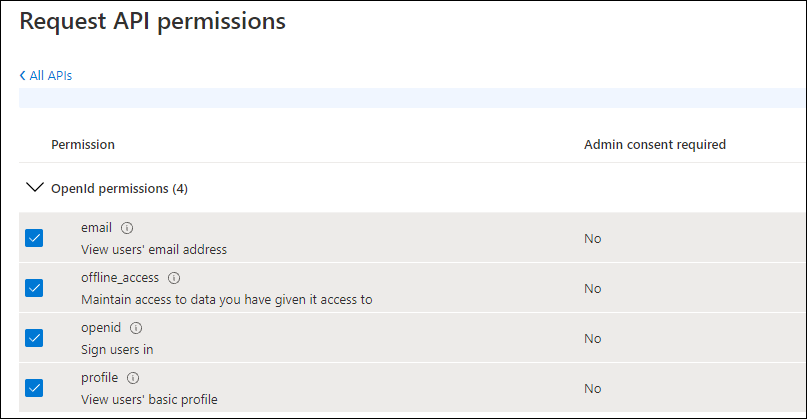 Request API permissions
All APIs
Permission Admin consent required
OpenId permissions (4)
email
View users' email address No
offline_access
Maintain access to data you have given it access to No
openid
Sign users in No
profile
View users' basic profile No